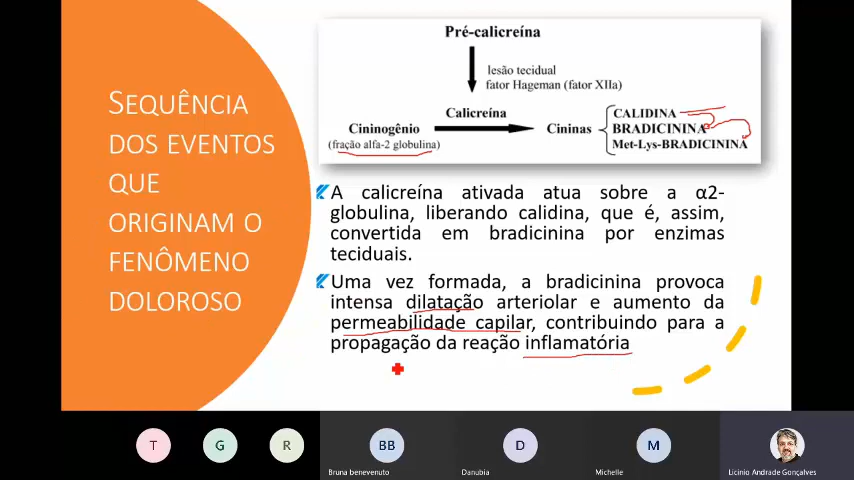 SEQUÊNCIA
DOS EVENTOS
QUE
ORIGINAM O
FENÔMENO
DOLOROSO
Pré-calicreína
lesão tecidual
fator Hageman (fator XIIa)
Calicreína
Cininogênio
(fração alfa-2 globulina)
Cininas
CALIDINA
BRADICININA
Met-Lys-BRADICININA
A calicreína ativada atua sobre a α2-
globulina, liberando calidina, que é, assim,
convertida em bradicinina por enzimas
teciduais.
Uma vez formada, a bradicinina provoca
intensa dilatação arteriolar e aumento da
permeabilidade capilar, contribuindo para a
propagação da reação inflamatória
T
G
R
BB
D
M
Bruna benevenuto
Danubia
Michelle
Licinio Andrade Gonçalves